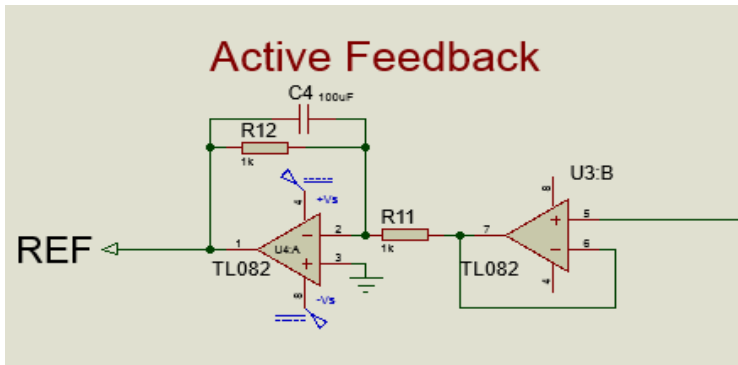 Active Feedback
C4 100uF
R12
1k
+Vs
4
U3:B
8
REF
1
U4:A
2
3
TL082
R11
1k
7
5
6
TL082
4
8
-Vs